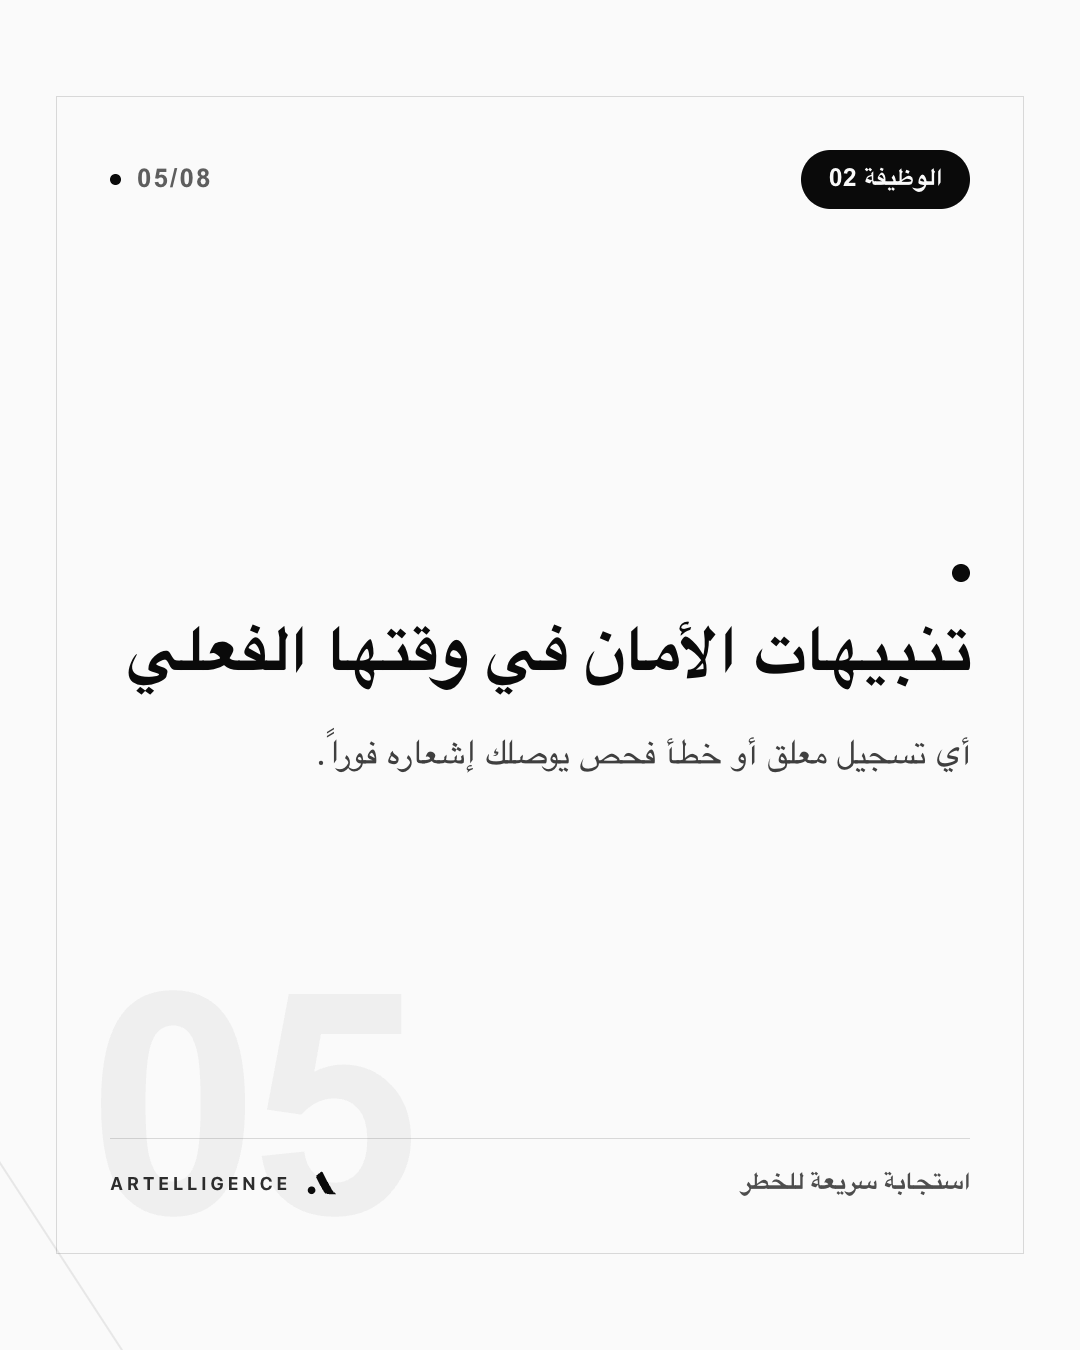 الوظيفة 02
05/08
تنبيهات الأمان في وقتها الفعلي
أي تسجيل معلق أو خطأ فحص يوصلك إشعاره فوراً.
05
استجابة سريعة للخطر
ARTELLIGENCE